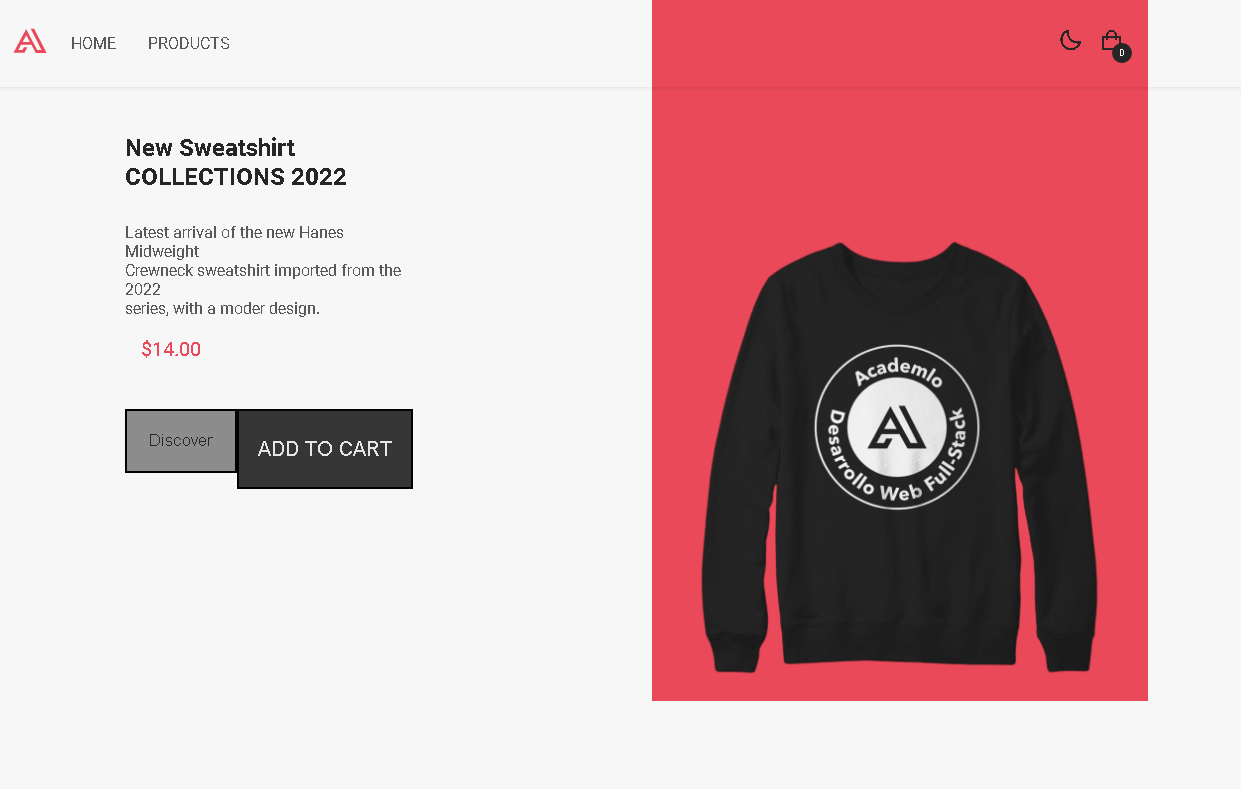 HOME PRODUCTS
0
New Sweatshirt
COLLECTIONS 2022
Latest arrival of the new Hanes
Midweight
Crewneck sweatshirt imported from the
2022
series, with a moder design.
$14.00
Discover
ADD TO CART
Academlo
Desarrollo Web Full-Stack